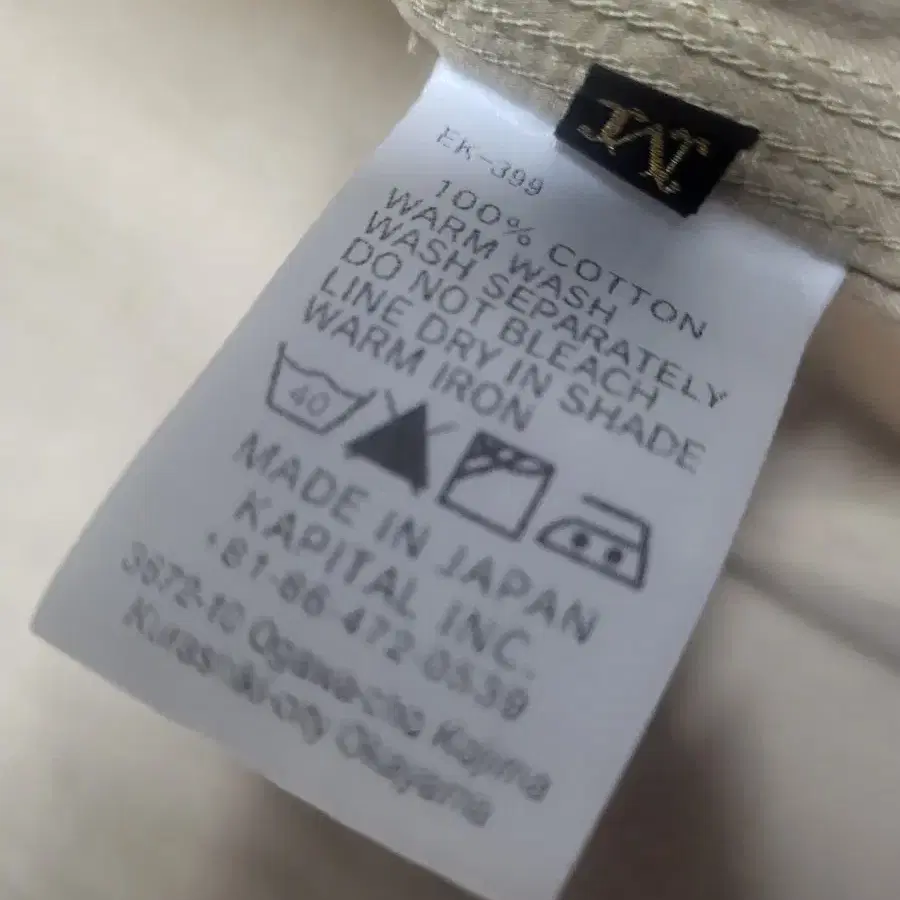 EK-399
100% COTTON
WARM WASH
WASH SEPARATELY
DO NOT BLEACH
LINE DRY IN SHADE
WARM IRON
40
MADE IN JAPAN
KAPITAL INC.
+81-86-472-0539
3672-10 Ogawa-cho Kojima
Kurashiki-city Okayama